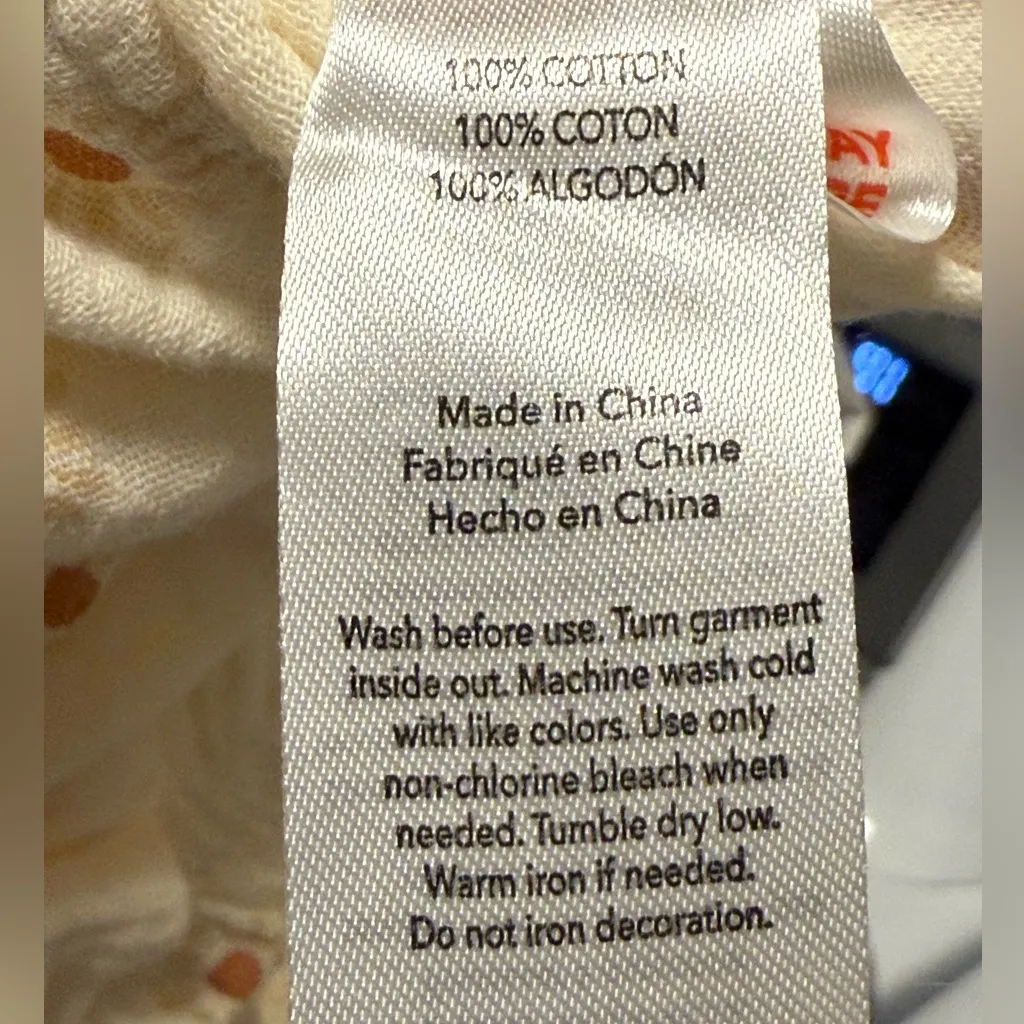 100% COTTON
100% COTON
100% ALGODÓN
AY
Made in China
Fabriqué en Chine
Hecho en China
Wash before use. Turn garment
inside out. Machine wash cold
with like colors. Use only
non-chlorine bleach when
needed. Tumble dry low.
Warm iron if needed.
Do not iron decoration.